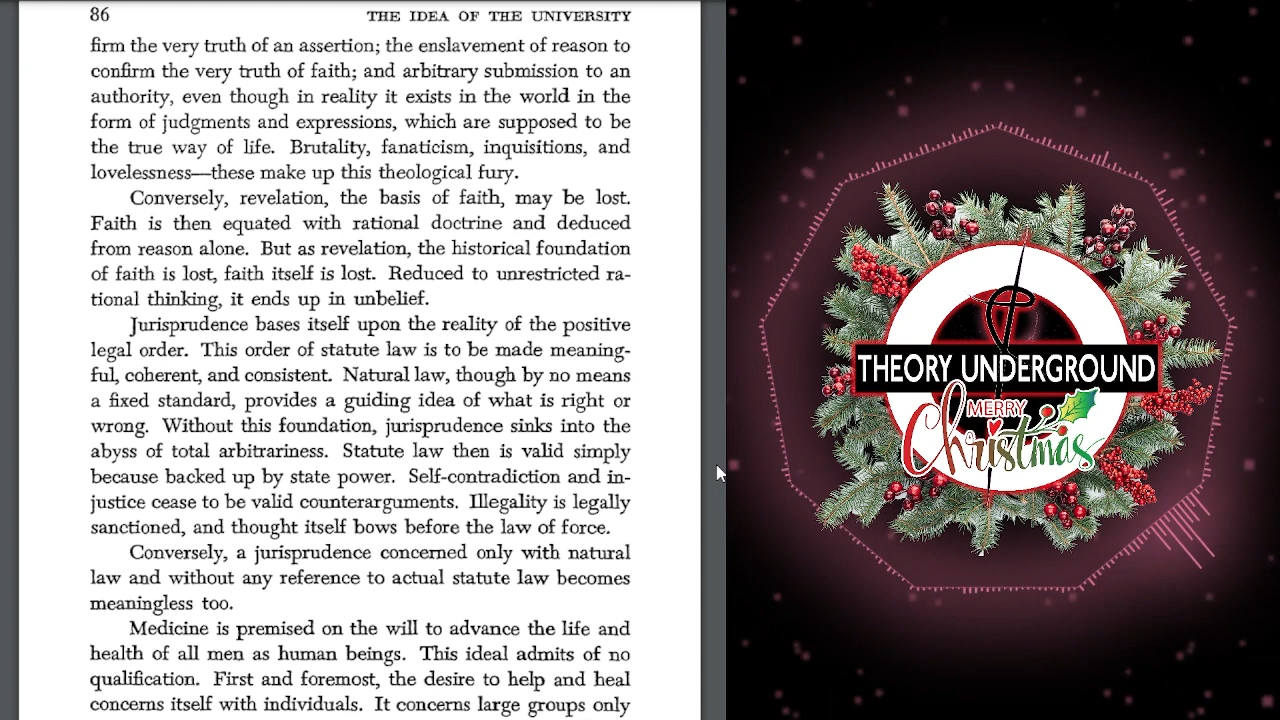 86 THE IDEA OF THE UNIVERSITY
firm the very truth of an assertion; the enslavement of reason to
confirm the very truth of faith; and arbitrary submission to an
authority, even though in reality it exists in the world in the
form of judgments and expressions, which are supposed to be
the true way of life. Brutality, fanaticism, inquisitions, and
lovelessness—these make up this theological fury.
Conversely, revelation, the basis of faith, may be lost.
Faith is then equated with rational doctrine and deduced
from reason alone. But as revelation, the historical foundation
of faith is lost, faith itself is lost. Reduced to unrestricted ra-
tional thinking, it ends up in unbelief.
Jurisprudence bases itself upon the reality of the positive
legal order. This order of statute law is to be made meaning-
ful, coherent, and consistent. Natural law, though by no means
a fixed standard, provides a guiding idea of what is right or
wrong. Without this foundation, jurisprudence sinks into the
abyss of total arbitrariness. Statute law then is valid simply
because backed up by state power. Self-contradiction and in-
justice cease to be valid counterarguments. Illegality is legally
sanctioned, and thought itself bows before the law of force.
Conversely, a jurisprudence concerned only with natural
law and without any reference to actual statute law becomes
meaningless too.
Medicine is premised on the will to advance the life and
health of all men as human beings. This ideal admits of no
qualification. First and foremost, the desire to help and heal
concerns itself with individuals. It concerns large groups only
THEORY UNDERGROUND
MERRY
Christmas